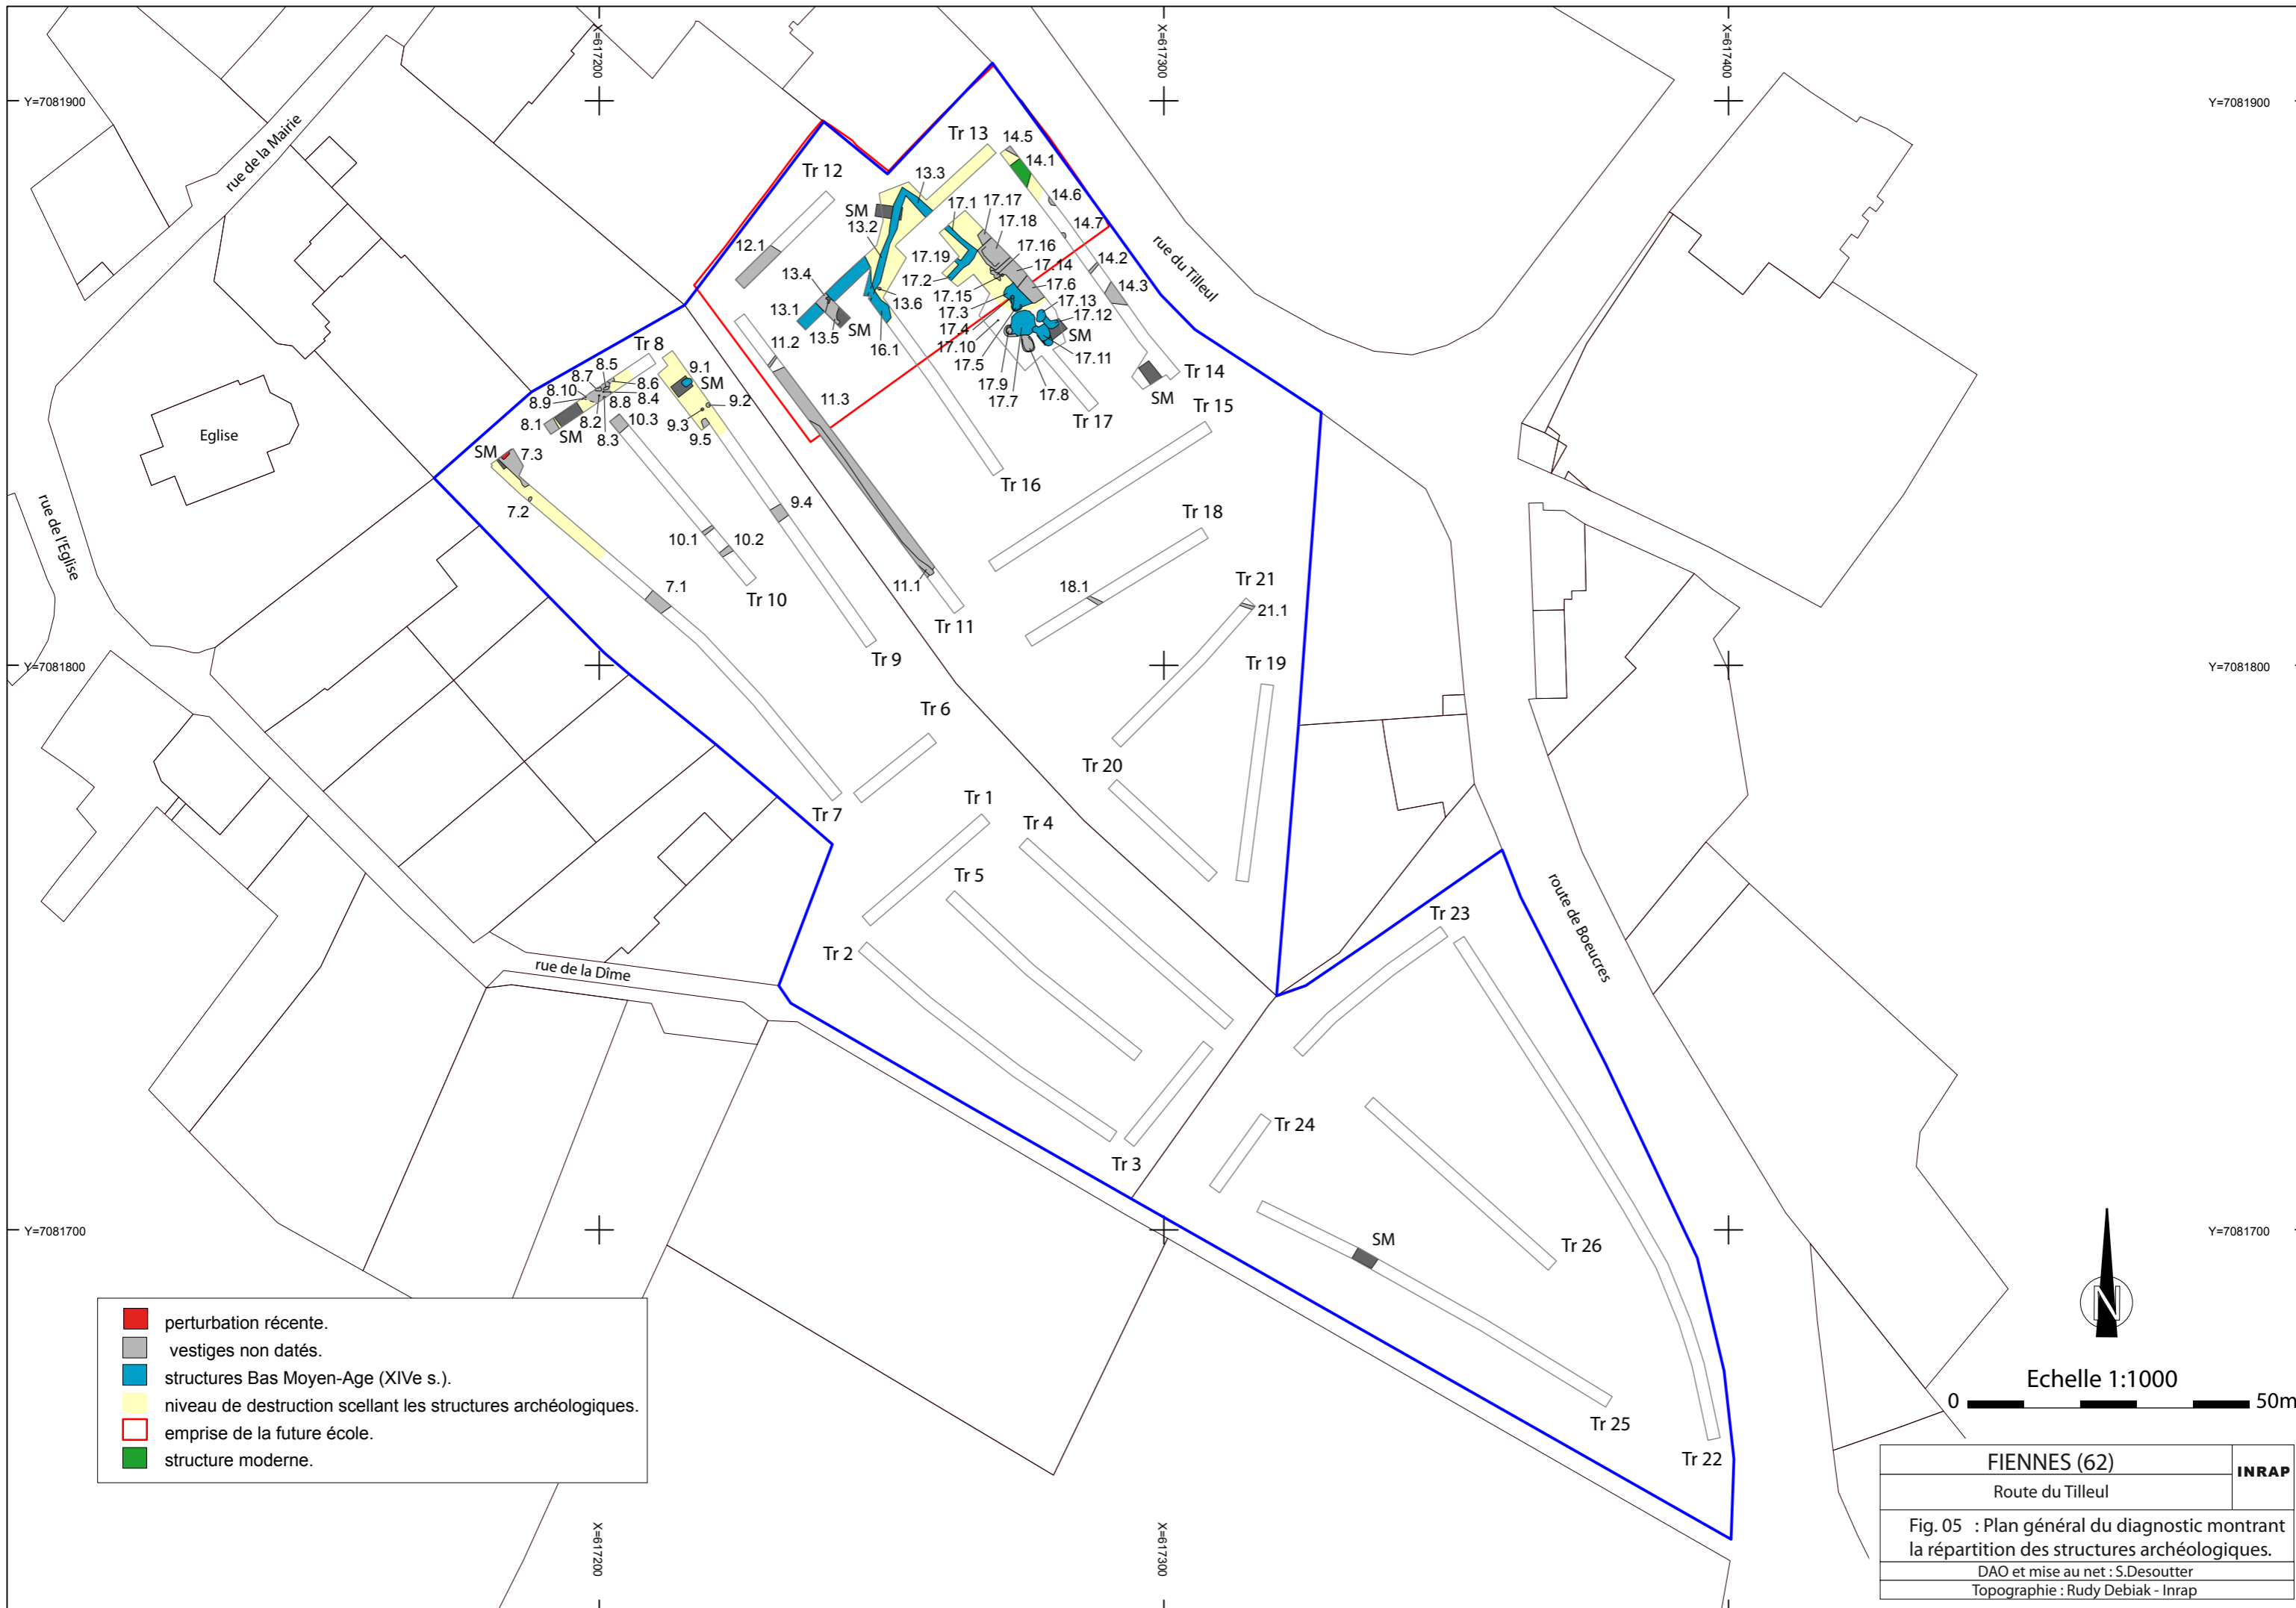 X=617200
X=617300
X=617400
Y=7081900
Y=7081900
rue de la Mairie
Tr 13
14.5
14.1
Tr 12
13.3
14.6
SM
17.1
17.17
13.2
17.18
14.7
rue du Tilleul
12.1
17.16
17.19
17.14
14.2
13.4
17.2
17.6
14.3
17.15
13.6
17.13
13.1
17.3
17.12
13.5
SM
17.4
SM
16.1
17.10
17.11
11.2
17.5
Tr 8
8.5
9.1
8.7
8.6
SM
17.9
17.8
Tr 14
8.10
8.4
17.7
SM
8.9
8.8
9.2
11.3
Tr 17
Tr 15
8.1
8.2
10.3
9.3
SM
8.3
9.5
Eglise
SM
7.3
Tr 16
rue de l'Eglise
7.2
9.4
Tr 18
10.1
10.2
11.1
18.1
Tr 21
7.1
Tr 10
21.1
Tr 11
Y=7081800
Tr 9
Tr 19
Y=7081800
Tr 6
Tr 20
Tr 7
Tr 1
Tr 4
Tr 5
route de Boeucres
Tr 23
Tr 2
rue de la Dîme
Tr 24
Tr 3
Y=7081700
SM
Tr 26
Y=7081700
perturbation récente.
vestiges non datés.
structures Bas Moyen-Age (XIVe s.).
niveau de destruction scellant les structures archéologiques.
emprise de la future école.
structure moderne.
N
Echelle 1:1000
0
50m
Tr 25
Tr 22
X=617200
X=617300
FIENNES (62)
INRAP
Route du Tilleul
Fig. 05 : Plan général du diagnostic montrant
la répartition des structures archéologiques.
DAO et mise au net : S.Desoutter
Topographie : Rudy Debiak - Inrap